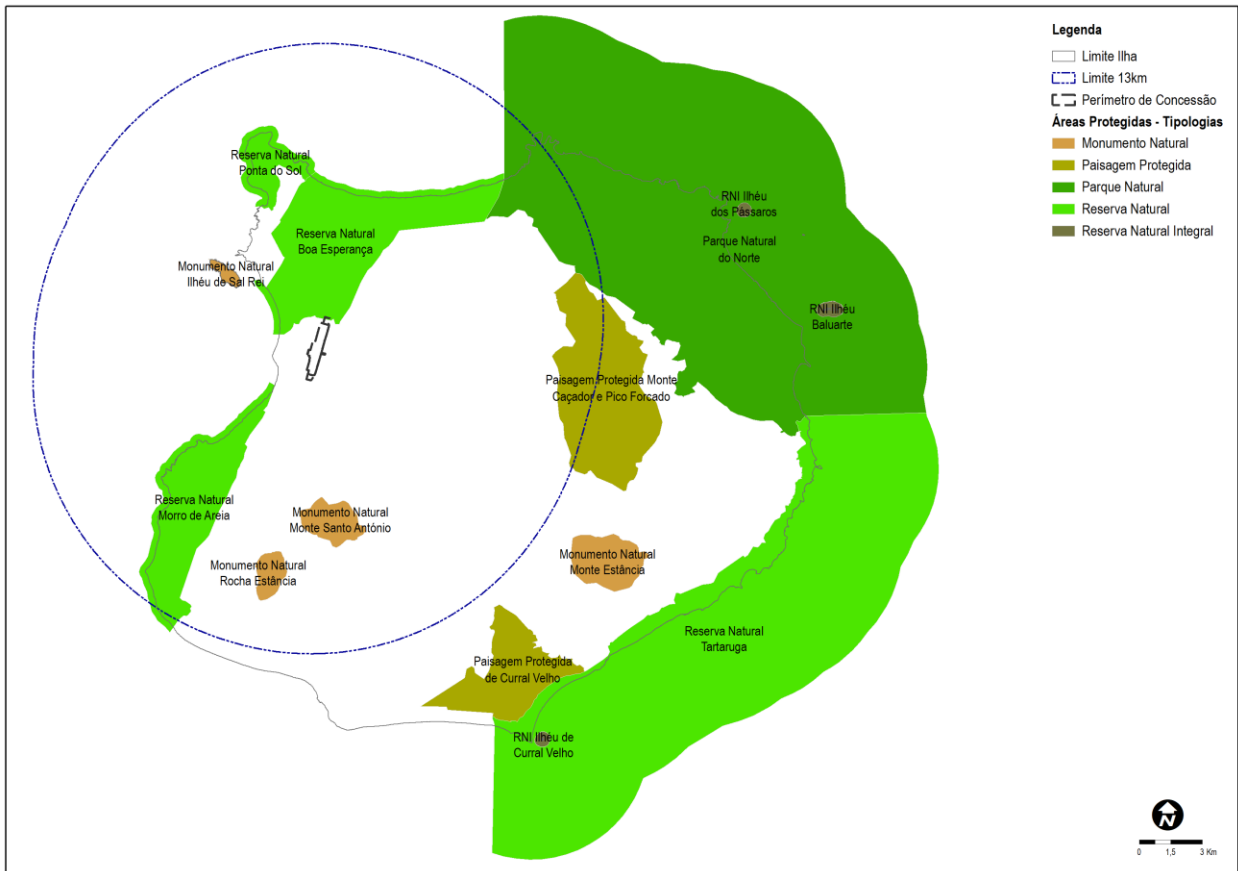 Legenda
Limite Ilha
Limite 13km
Perímetro de Concessão
Áreas Protegidas - Tipologias
Monumento Natural
Paisagem Protegida
Parque Natural
Reserva Natural
Reserva Natural Integral
Reserva Natural
Ponta do Sol
Reserva Natural
Boa Esperança
Monumento Natural
Ilhéu de Sal Rei
RNI Ilhéu
dos Pássaros
Parque Natural
do Norte
RNI Ilhéu
Baluarte
Paisagem Protegida Monte
Caçador e Pico Forcado
Reserva Natural
Morro de Areia
Monumento Natural
Monte Santo António
Monumento Natural
Rocha Estância
Monumento Natural
Monte Estância
Reserva Natural
Tartaruga
Paisagem Protegida
de Curral Velho
RNI Ilhéu de
Curral Velho
N
0 1,5 3 Km